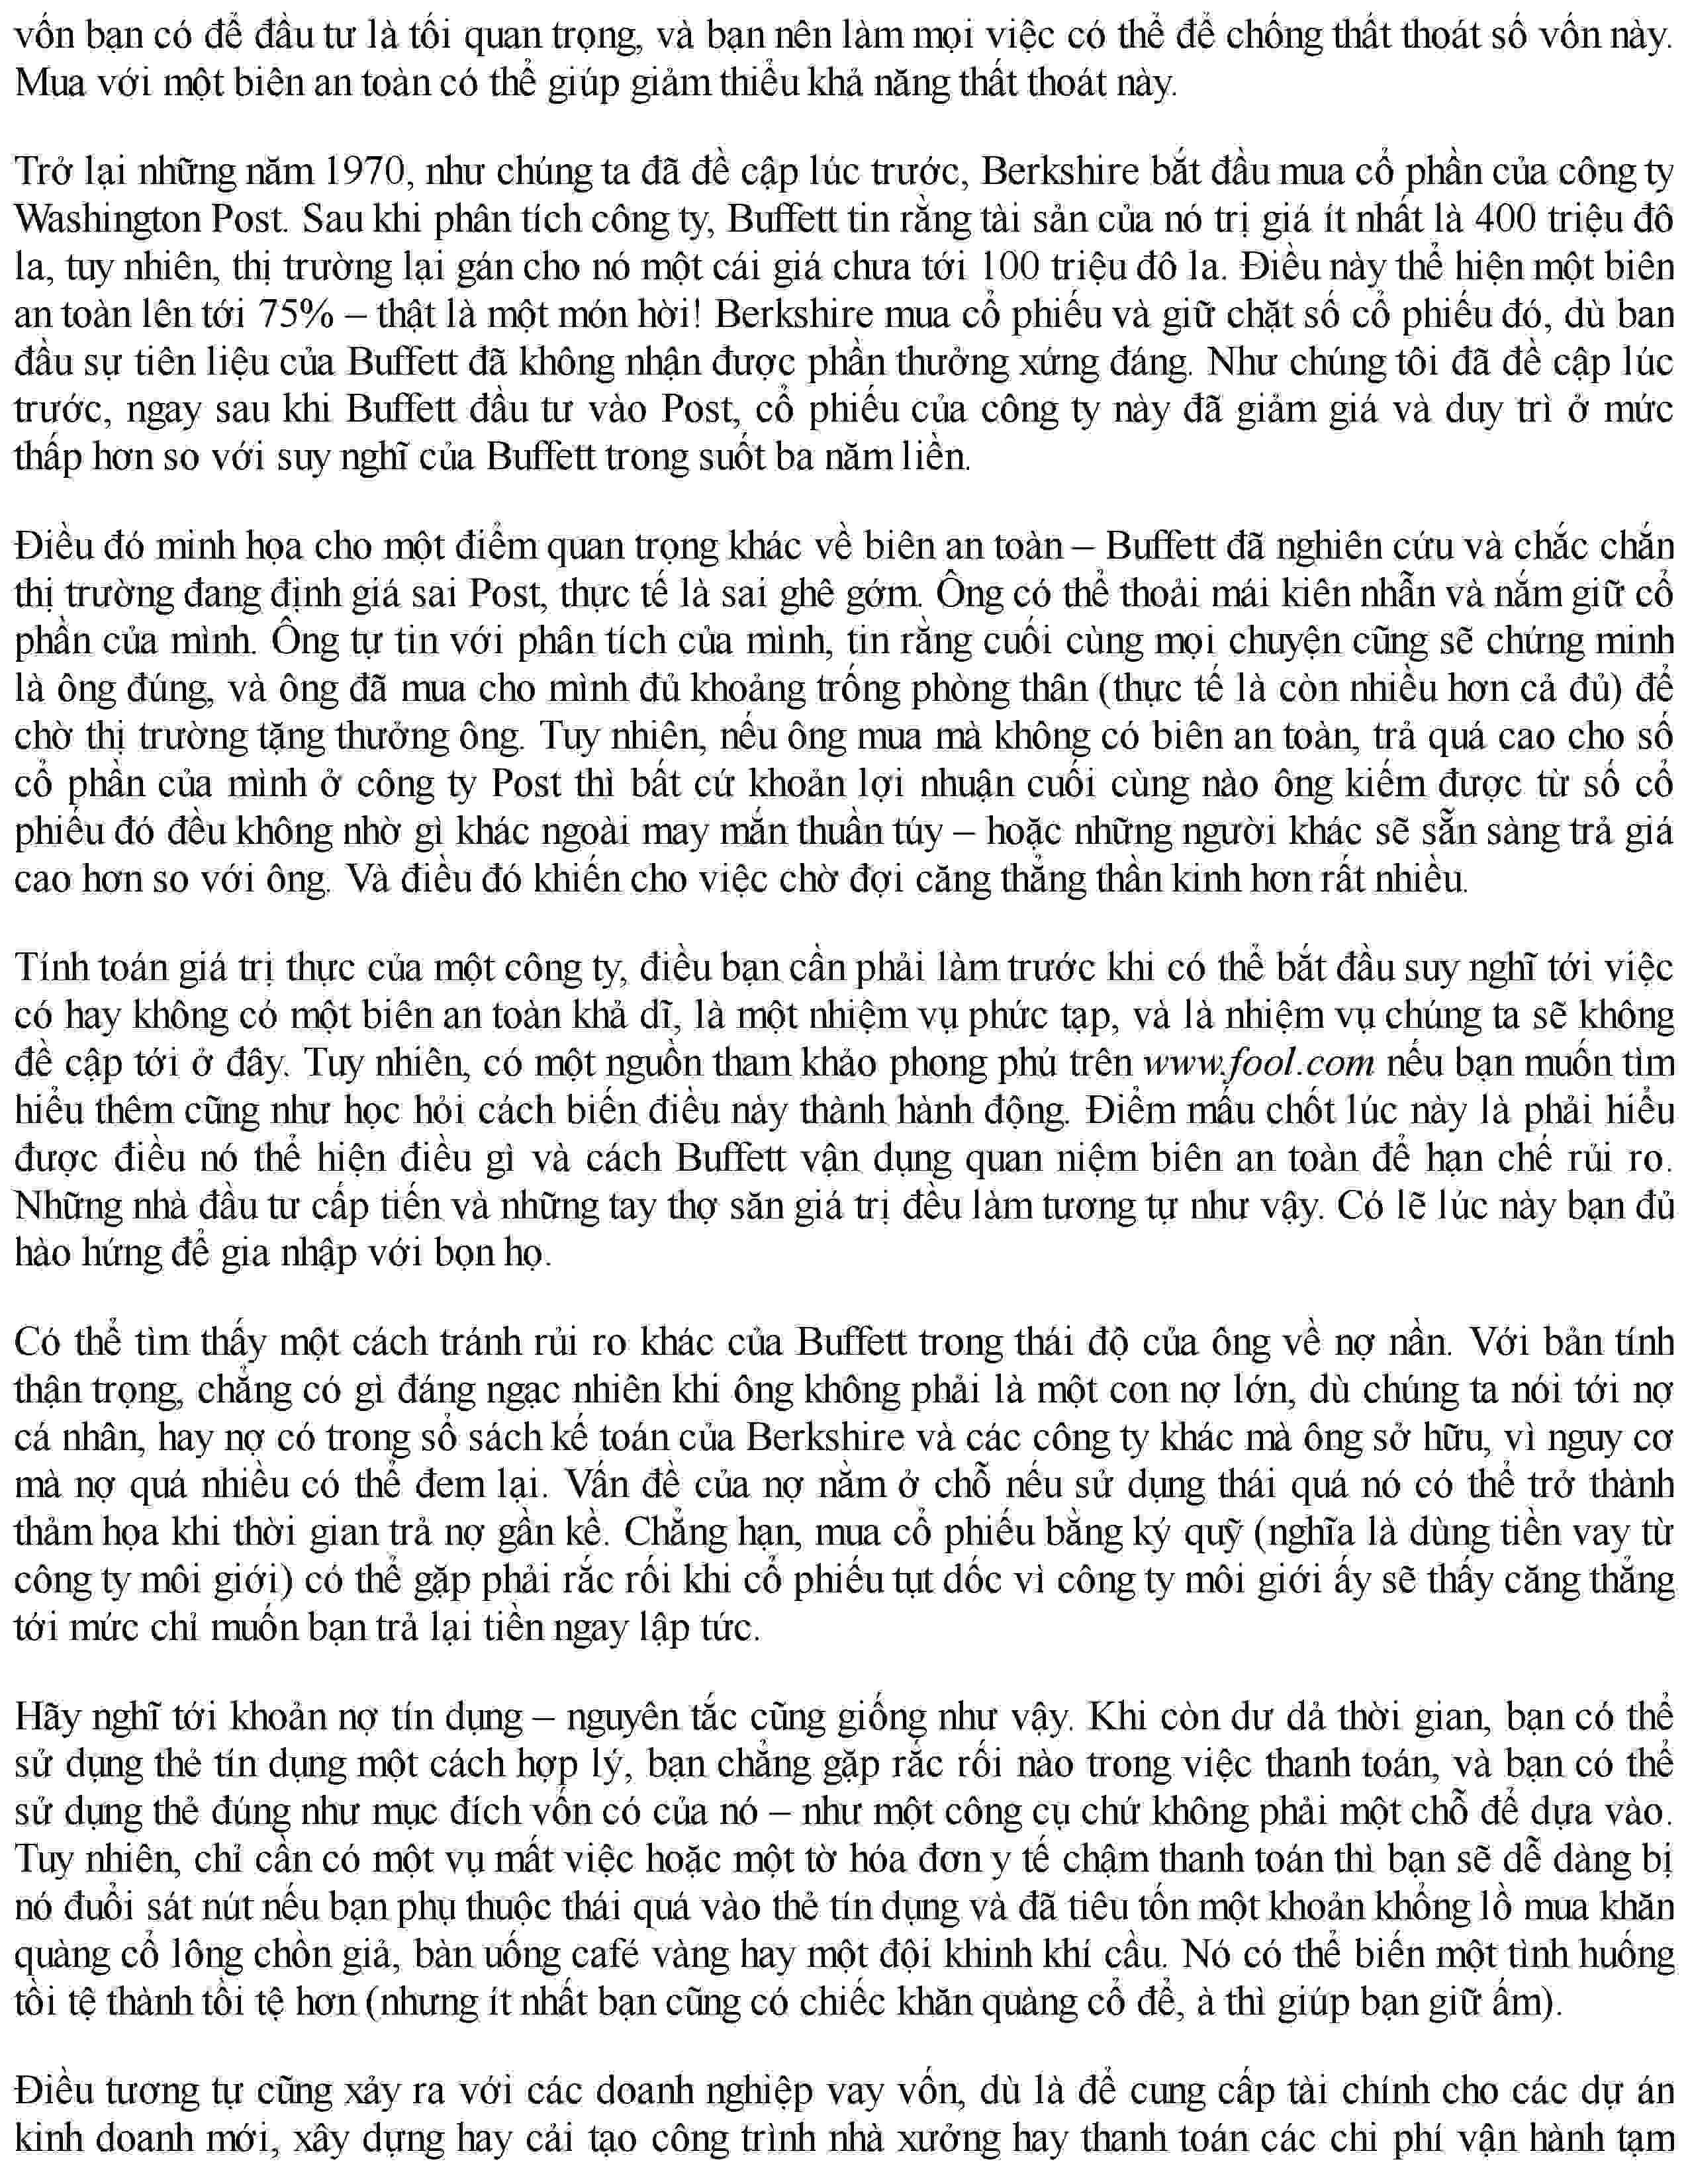 vốn bạn có để đầu tư là tối quan trọng, và bạn nên làm mọi việc có thể để chống thất thoát số vốn này.
Mua với một biên an toàn có thể giúp giảm thiểu khả năng thất thoát này.
Trở lại những năm 1970, như chúng ta đã đề cập lúc trước, Berkshire bắt đầu mua cổ phần của công ty
Washington Post. Sau khi phân tích công ty, Buffett tin rằng tài sản của nó trị giá ít nhất là 400 triệu đô
la, tuy nhiên, thị trường lại gán cho nó một cái giá chưa tới 100 triệu đô la. Điều này thể hiện một biên
an toàn lên tới 75% – thật là một món hời! Berkshire mua cổ phiếu và giữ chặt số cổ phiếu đó, dù ban
đầu sự tiên liệu của Buffett đã không nhận được phần thưởng xứng đáng. Như chúng tôi đã đề cập lúc
trước, ngay sau khi Buffett đầu tư vào Post, cổ phiếu của công ty này đã giảm giá và duy trì ở mức
thấp hơn so với suy nghĩ của Buffett trong suốt ba năm liền.
Điều đó minh họa cho một điểm quan trọng khác về biên an toàn – Buffett đã nghiên cứu và chắc chắn
thị trường đang định giá sai Post, thực tế là sai ghê gớm. Ông có thể thoải mái kiên nhẫn và nắm giữ cổ
phần của mình. Ông tự tin với phân tích của mình, tin rằng cuối cùng mọi chuyện cũng sẽ chứng minh
là ông đúng, và ông đã mua cho mình đủ khoảng trống phòng thân (thực tế là còn nhiều hơn cả đủ) để
chờ thị trường tặng thưởng ông. Tuy nhiên, nếu ông mua mà không có biên an toàn, trả quá cao cho số
cổ phần của mình ở công ty Post thì bất cứ khoản lợi nhuận cuối cùng nào ông kiếm được từ số cổ
phiếu đó đều không nhờ gì khác ngoài may mắn thuần túy – hoặc những người khác sẽ sẵn sàng trả giá
cao hơn so với ông. Và điều đó khiến cho việc chờ đợi căng thẳng thần kinh hơn rất nhiều.
Tính toán giá trị thực của một công ty, điều bạn cần phải làm trước khi có thể bắt đầu suy nghĩ tới việc
có hay không có một biên an toàn khả dĩ, là một nhiệm vụ phức tạp, và là nhiệm vụ chúng ta sẽ không
đề cập tới ở đây. Tuy nhiên, có một nguồn tham khảo phong phú trên www.fool.com nếu bạn muốn tìm
hiểu thêm cũng như học hỏi cách biến điều này thành hành động. Điểm mấu chốt lúc này là phải hiểu
được điều nó thể hiện điều gì và cách Buffett vận dụng quan niệm biên an toàn để hạn chế rủi ro.
Những nhà đầu tư cấp tiến và những tay thợ săn giá trị đều làm tương tự như vậy. Có lẽ lúc này bạn đủ
hào hứng để gia nhập với bọn họ.
Có thể tìm thấy một cách tránh rủi ro khác của Buffett trong thái độ của ông về nợ nần. Với bản tính
thận trọng, chẳng có gì đáng ngạc nhiên khi ông không phải là một con nợ lớn, dù chúng ta nói tới nợ
cá nhân, hay nợ có trong sổ sách kế toán của Berkshire và các công ty khác mà ông sở hữu, vì nguy cơ
mà nợ quá nhiều có thể đem lại. Vấn đề của nợ nằm ở chỗ nếu sử dụng thái quá nó có thể trở thành
thảm họa khi thời gian trả nợ gần kề. Chẳng hạn, mua cổ phiếu bằng ký quỹ (nghĩa là dùng tiền vay từ
công ty môi giới) có thể gặp phải rắc rối khi cổ phiếu tụt dốc vì công ty môi giới ấy sẽ thấy căng thẳng
tới mức chỉ muốn bạn trả lại tiền ngay lập tức.
Hãy nghĩ tới khoản nợ tín dụng – nguyên tắc cũng giống như vậy. Khi còn dư dả thời gian, bạn có thể
sử dụng thẻ tín dụng một cách hợp lý, bạn chẳng gặp rắc rối nào trong việc thanh toán, và bạn có thể
sử dụng thẻ đúng như mục đích vốn có của nó – như một công cụ chứ không phải một chỗ để dựa vào.
Tuy nhiên, chỉ cần có một vụ mất việc hoặc một tờ hóa đơn y tế chậm thanh toán thì bạn sẽ dễ dàng bị
nó đuổi sát nút nếu bạn phụ thuộc thái quá vào thẻ tín dụng và đã tiêu tốn một khoản khổng lồ mua khăn
quàng cổ lông chồn giả, bàn uống café vàng hay một đội khinh khí cầu. Nó có thể biến một tình huống
tồi tệ thành tồi tệ hơn (nhưng ít nhất bạn cũng có chiếc khăn quàng cổ để, à thì giúp bạn giữ ấm).
Điều tương tự cũng xảy ra với các doanh nghiệp vay vốn, dù là để cung cấp tài chính cho các dự án
kinh doanh mới, xây dựng hay cải tạo công trình nhà xưởng hay thanh toán các chi phí vận hành tạm